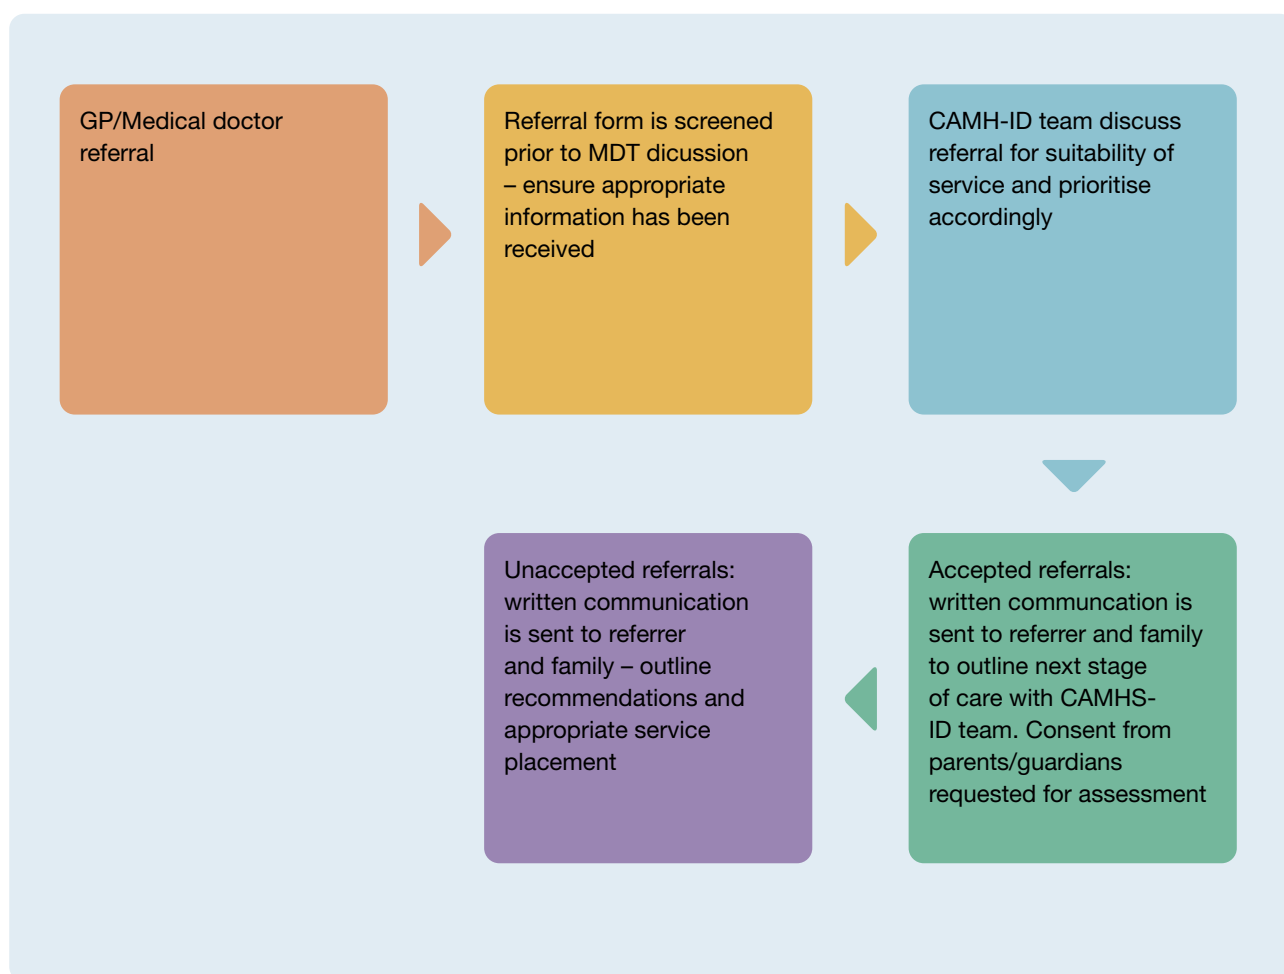 GP/Medical doctor
referral
Referral form is screened
prior to MDT dicussion
– ensure appropriate
information has been
received
CAMH-ID team discuss
referral for suitability of
service and prioritise
accordingly
Accepted referrals:
written communcation is
sent to referrer and family
to outline next stage
of care with CAMHS-
ID team. Consent from
parents/guardians
requested for assessment
Unaccepted referrals:
written communication
is sent to referrer
and family – outline
recommendations and
appropriate service
placement